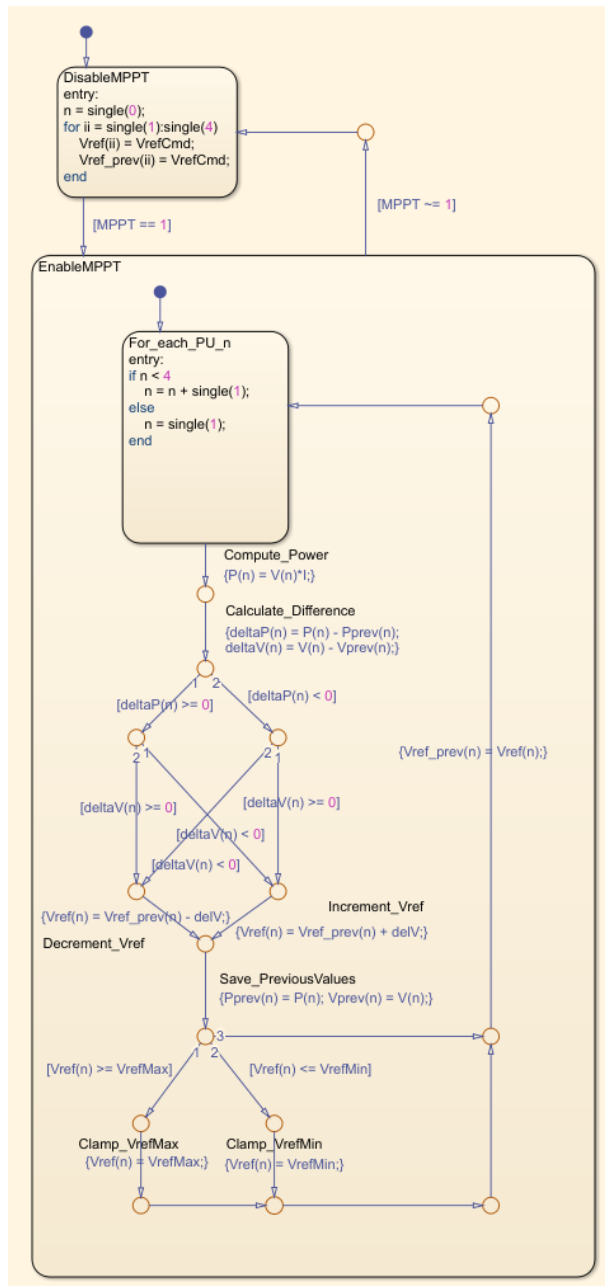 DisableMPPT
entry:
n = single(0);
for ii = single(1):single(4)
Vref(ii) = VrefCmd;
Vref_prev(ii) = VrefCmd;
end
[MPPT == 1]
[MPPT ~= 1]
EnableMPPT
For_each_PU_n
entry:
if n < 4
n = n + single(1);
else
n = single(1);
end
Compute_Power
{P(n) = V(n)*I;}
Calculate_Difference
{deltaP(n) = P(n) - Pprev(n);
deltaV(n) = V(n) - Vprev(n);}
1 2
[deltaP(n) >= 0] [deltaP(n) < 0]
2 1 2 1
{Vref_prev(n) = Vref(n);}
[deltaV(n) >= 0] [deltaV(n) >= 0]
[deltaV(n) < 0]
[deltaV(n) < 0]
Increment_Vref
{Vref(n) = Vref_prev(n) - delV;}
{Vref(n) = Vref_prev(n) + delV;}
Decrement_Vref
Save_PreviousValues
{Pprev(n) = P(n); Vprev(n) = V(n);}
3
1 2
[Vref(n) >= VrefMax] [Vref(n) <= VrefMin]
Clamp_VrefMax Clamp_VrefMin
{Vref(n) = VrefMax;} {Vref(n) = VrefMin;}